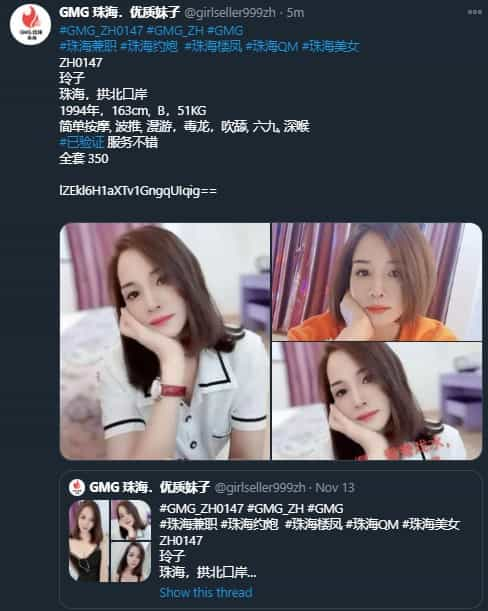 GMG 珠海．优质妹子 @girlseller999zh · 5m
#GMG_ZH0147 #GMG_ZH #GMG
#珠海兼职 #珠海约炮 #珠海楼凤 #珠海QM #珠海美女
ZH0147
玲子
珠海，拱北口岸
1994年，163cm, B，51KG
简单按摩, 波推, 漫游，毒龙，吹舔, 六九, 深喉
#已验证 服务不错
全套 350
GMG 珠海．优质妹子 @girlseller999zh · Nov 13
#GMG_ZH0147 #GMG_ZH #GMG
#珠海兼职 #珠海约炮 #珠海楼凤 #珠海QM #珠海美女
ZH0147
玲子
珠海，拱北口岸...
Show this thread